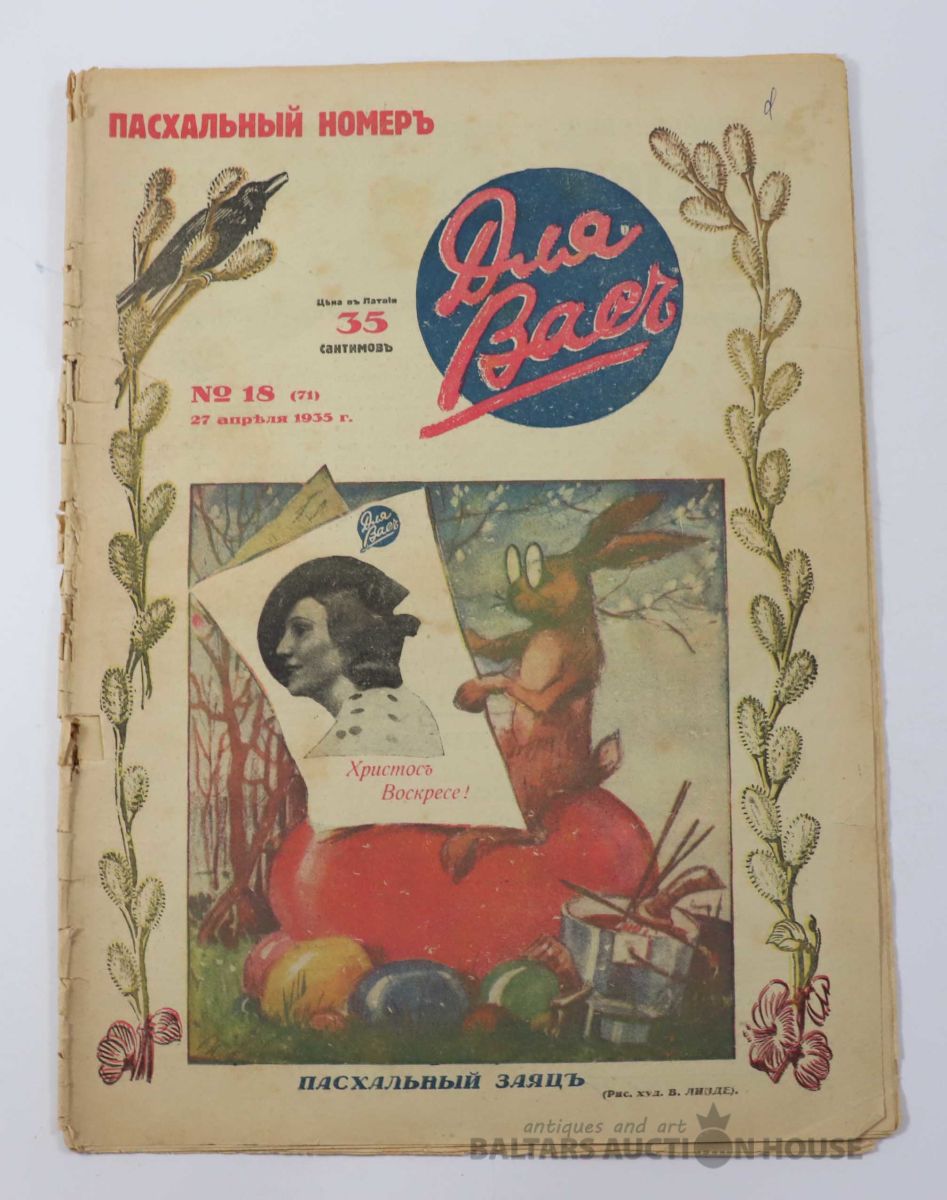 ПАСХАЛЬНЫЙ НОМЕРЪ
Для
Васъ
Цѣна въ Латвіи
35
сантимовъ
№ 18 (71)
27 апрѣля 1935 г.
Для
Васъ
Христосъ
Воскресе!
ПАСХАЛЬНЫЙ ЗАЯЦЪ
(Рис. худ. В. ЛИНДЕ).
antiques and art
BALTARS AUCTION HOUSE